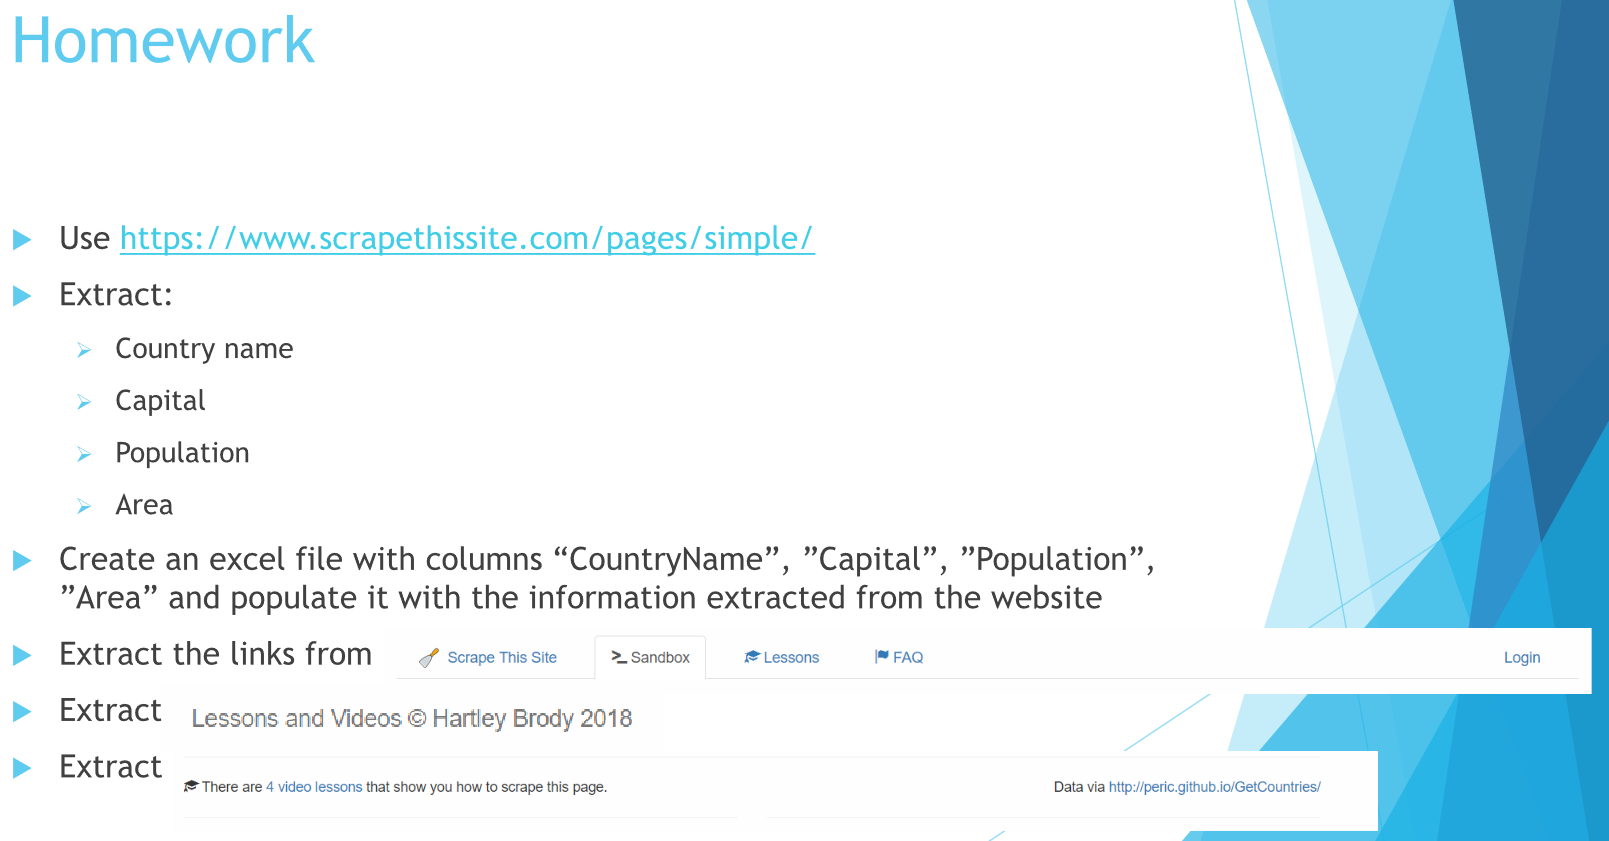 Homework
Use https://www.scrapethissite.com/pages/simple/
Extract:
Country name
Capital
Population
Area
Create an excel file with columns “CountryName”, ”Capital”, ”Population”,
”Area” and populate it with the information extracted from the website
Extract the links from Scrape This Site Sandbox Lessons FAQ Login
Extract Lessons and Videos © Hartley Brody 2018
Extract There are 4 video lessons that show you how to scrape this page. Data via http://peric.github.io/GetCountries/